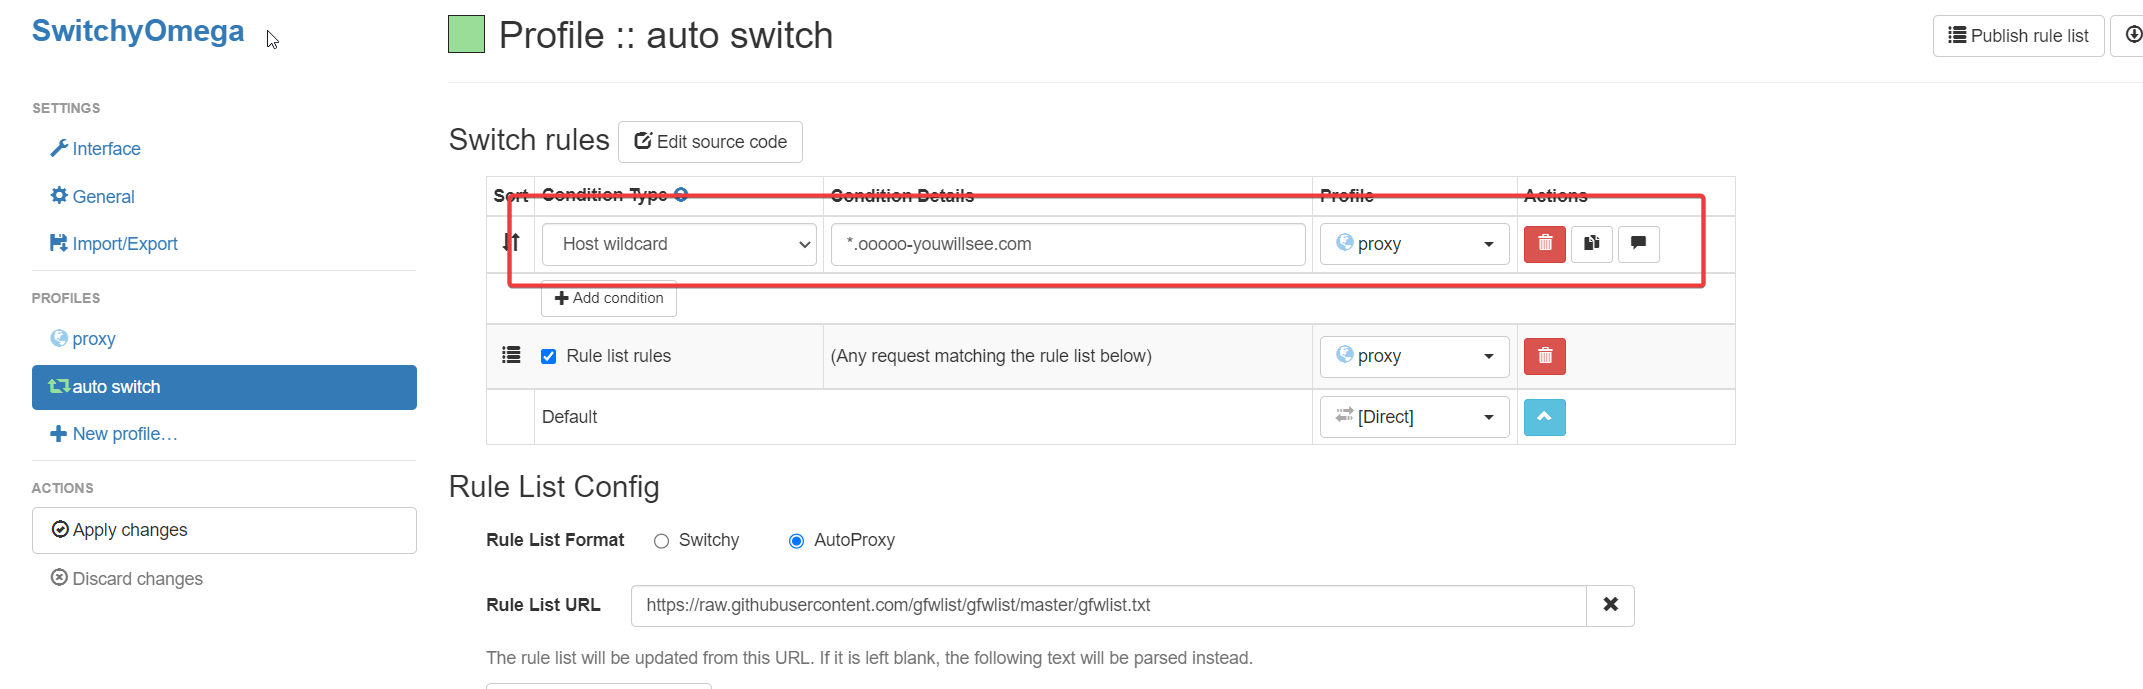 SwitchyOmega
Profile :: auto switch
Publish rule list
SETTINGS
Interface
General
Import/Export
PROFILES
proxy
auto switch
New profile…
ACTIONS
Apply changes
Discard changes
Switch rules
Edit source code
Sort Condition Type Condition Details Profile Actions
Host wildcard *.ooooo-youwillsee.com proxy
Add condition
Rule list rules (Any request matching the rule list below) proxy
Default [Direct]
Rule List Config
Rule List Format Switchy AutoProxy
Rule List URL https://raw.githubusercontent.com/gfwlist/gfwlist/master/gfwlist.txt
The rule list will be updated from this URL. If it is left blank, the following text will be parsed instead.